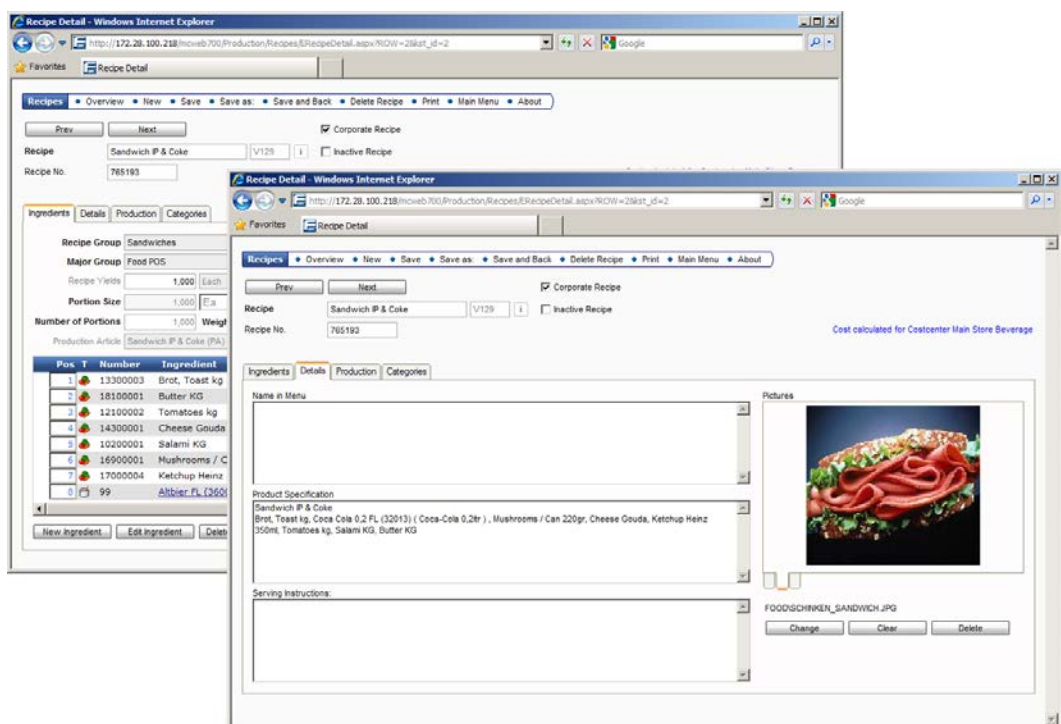 Recipe Detail - Windows Internet Explorer
http://172.28.100.218/mcweb700/Production/Recipes/ERecipeDetail.aspx?ROW=2&kst_id=2
Google
Favorites Recipe Detail
Recipes Overview New Save Save as: Save and Back Delete Recipe Print Main Menu About
Prev Next Corporate Recipe
Recipe Sandwich IP & Coke V129 i Inactive Recipe
Recipe No. 765193
Ingredients Details Production Categories
Recipe Group Sandwiches
Major Group Food POS
Recipe Yields 1,000 Each
Portion Size 1,000 Ea
Number of Portions 1,000 Weigh
Production Article Sandwich IP & Coke (PA)
Pos T Number Ingredient
1 13300003 Brot, Toast kg
2 18100001 Butter KG
3 12100002 Tomatoes kg
4 14300001 Cheese Gouda
5 10200001 Salami KG
6 16900001 Mushrooms / C
7 17000004 Ketchup Heinz
8 99 Altbier FL (360
New Ingredient Edit Ingredient Delet
Recipe Detail - Windows Internet Explorer
http://172.28.100.218/mcweb700/Production/Recipes/ERecipeDetail.aspx?ROW=2&kst_id=2
Google
Favorites Recipe Detail
Recipes Overview New Save Save as: Save and Back Delete Recipe Print Main Menu About
Prev Next Corporate Recipe
Recipe Sandwich IP & Coke V129 i Inactive Recipe
Recipe No. 765193
Cost calculated for Costcenter Main Store Beverage
Ingredients Details Production Categories
Name in Menu
Pictures
Product Specification
Sandwich IP & Coke
Brot, Toast kg, Coca Cola 0,2 FL (32013) ( Coca-Cola 0,2ltr ) , Mushrooms / Can 220gr, Cheese Gouda, Ketchup Heinz
350ml, Tomatoes kg, Salami KG, Butter KG
Serving Instructions:
FOOD\SCHINKEN_SANDWICH.JPG
Change Clear Delete